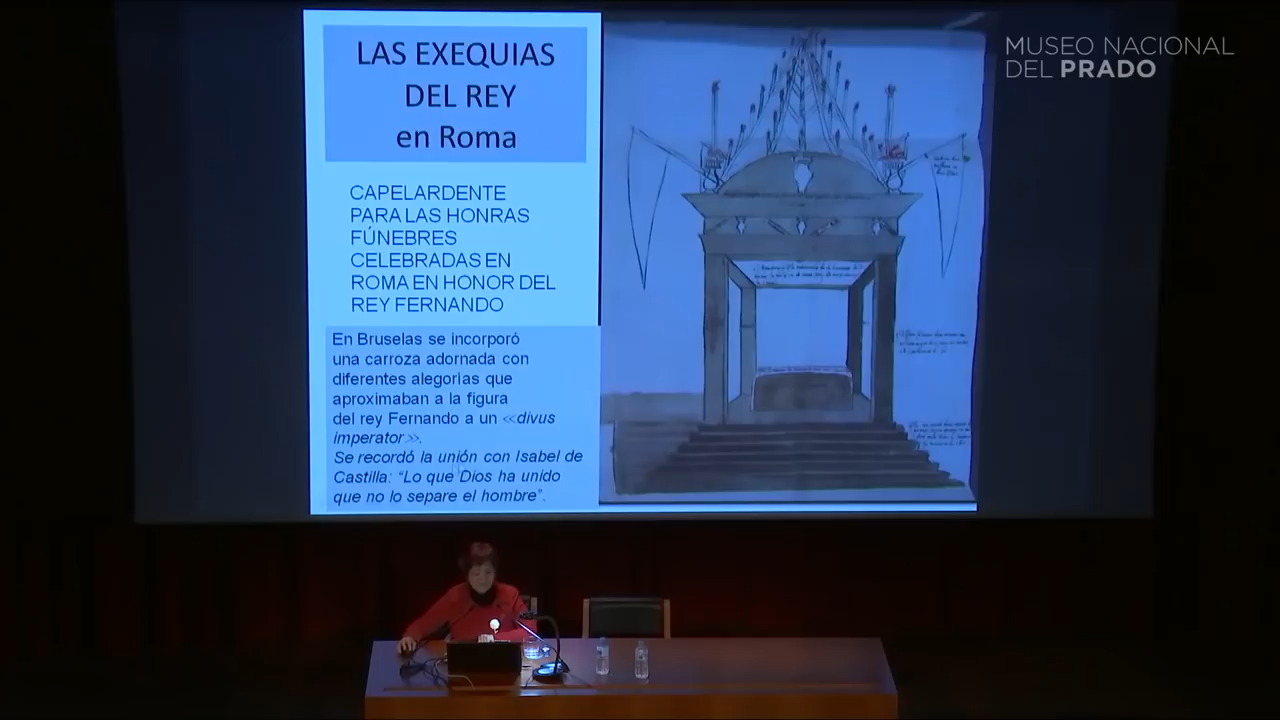 LAS EXEQUIAS
DEL REY
en Roma
CAPELARDENTE
PARA LAS HONRAS
FÚNEBRES
CELEBRADAS EN
ROMA EN HONOR DEL
REY FERNANDO
En Bruselas se incorporó
una carroza adornada con
diferentes alegorías que
aproximaban a la figura
del rey Fernando a un <<divus
imperator>>.
Se recordó la unión con Isabel de
Castilla: “Lo que Dios ha unido
que no lo separe el hombre”.
MUSEO NACIONAL
DEL PRADO